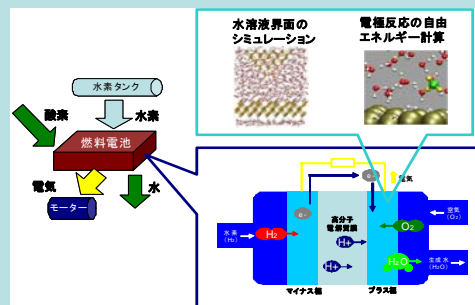 水溶液界面の
シミュレーション
電極反応の自由
エネルギー計算
水素タンク
酸素
水素
燃料電池
電気
水
モーター
e-
電気
e-
高分子
電解質膜
水素
(H2)
H2
H+
H+
O2
H2O
空気
(O2)
生成水
(H2O)
マイナス極
プラス極